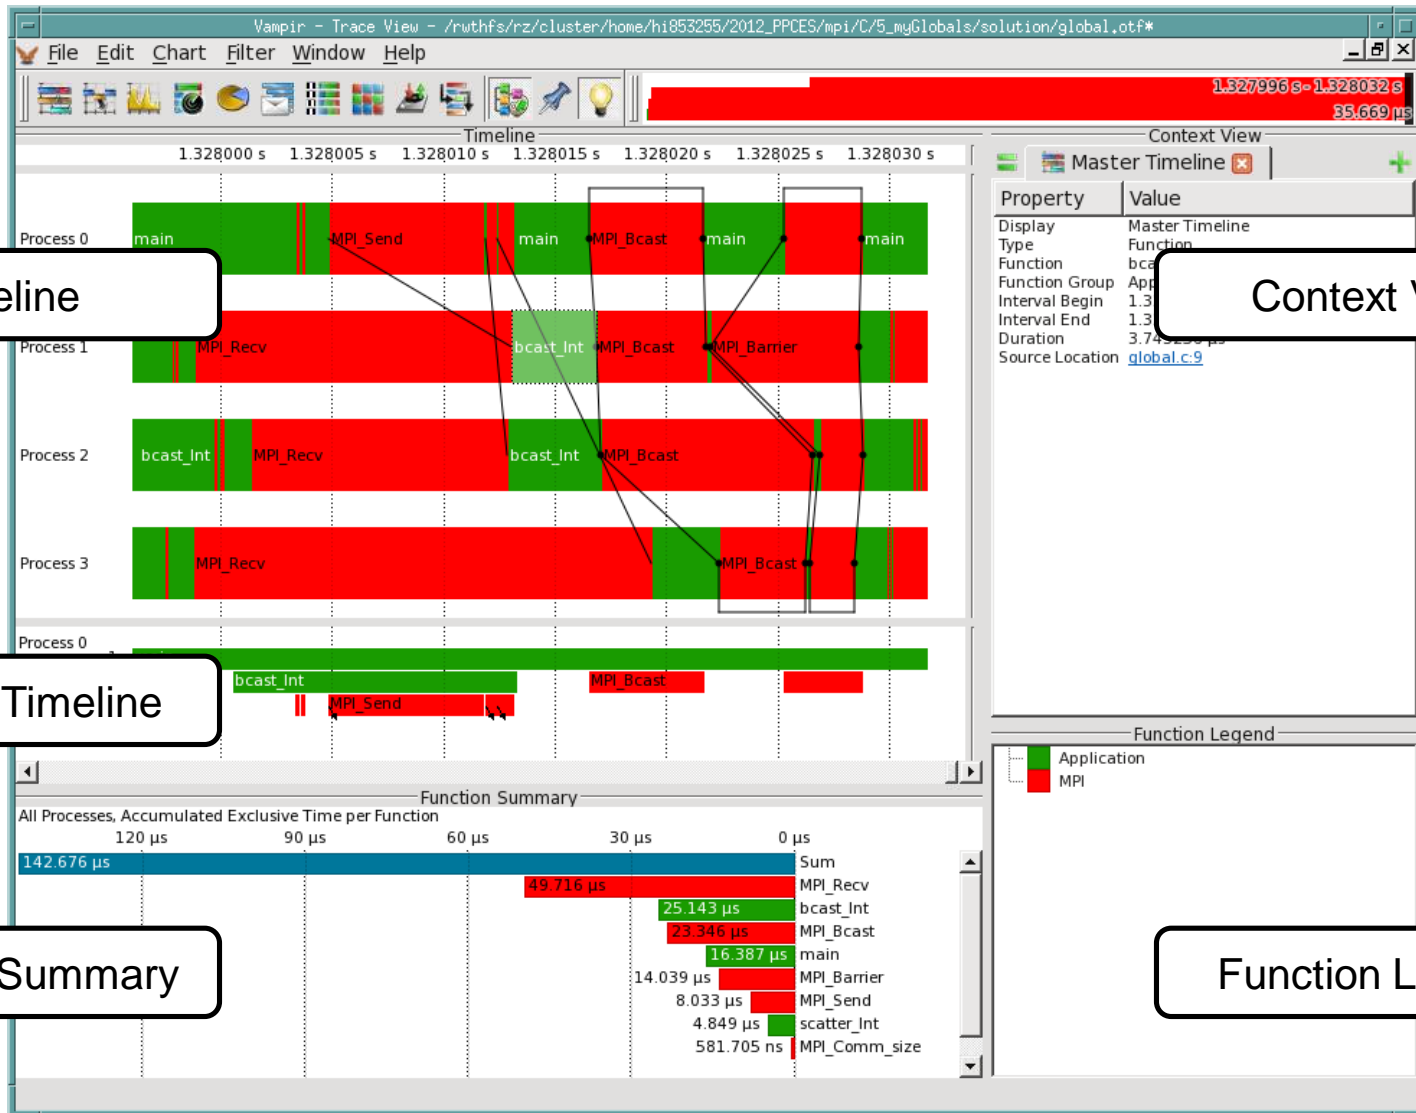 Vampir - Trace View - /rwthfs/rz/cluster/home/hi853255/2012_PPCES/mpi/C/5_myGlobals/solution/global.otf*
File Edit Chart Filter Window Help
1.327996 s - 1.328032 s
35.669 µs
Timeline
1.328000 s 1.328005 s 1.328010 s 1.328015 s 1.328020 s 1.328025 s 1.328030 s
Process 0 main MPI_Send main MPI_Bcast main main
eline
Process 1 MPI_Recv bcast_Int MPI_Bcast MPI_Barrier
Process 2 bcast_Int MPI_Recv bcast_Int MPI_Bcast
Process 3 MPI_Recv MPI_Bcast
Process 0
bcast_Int MPI_Bcast
MPI_Send
Timeline
Context View
Master Timeline
Property Value
Display Master Timeline
Type Function
Function bca
Function Group App
Interval Begin 1.3
Interval End 1.3
Duration
Source Location global.c:9
Context V
Function Legend
Application
MPI
Function L
Function Summary
All Processes, Accumulated Exclusive Time per Function
120 µs 90 µs 60 µs 30 µs 0 µs
142.676 µs Sum
49.716 µs MPI_Recv
25.143 µs bcast_Int
23.346 µs MPI_Bcast
16.387 µs main
14.039 µs MPI_Barrier
8.033 µs MPI_Send
4.849 µs scatter_Int
581.705 ns MPI_Comm_size
Summary